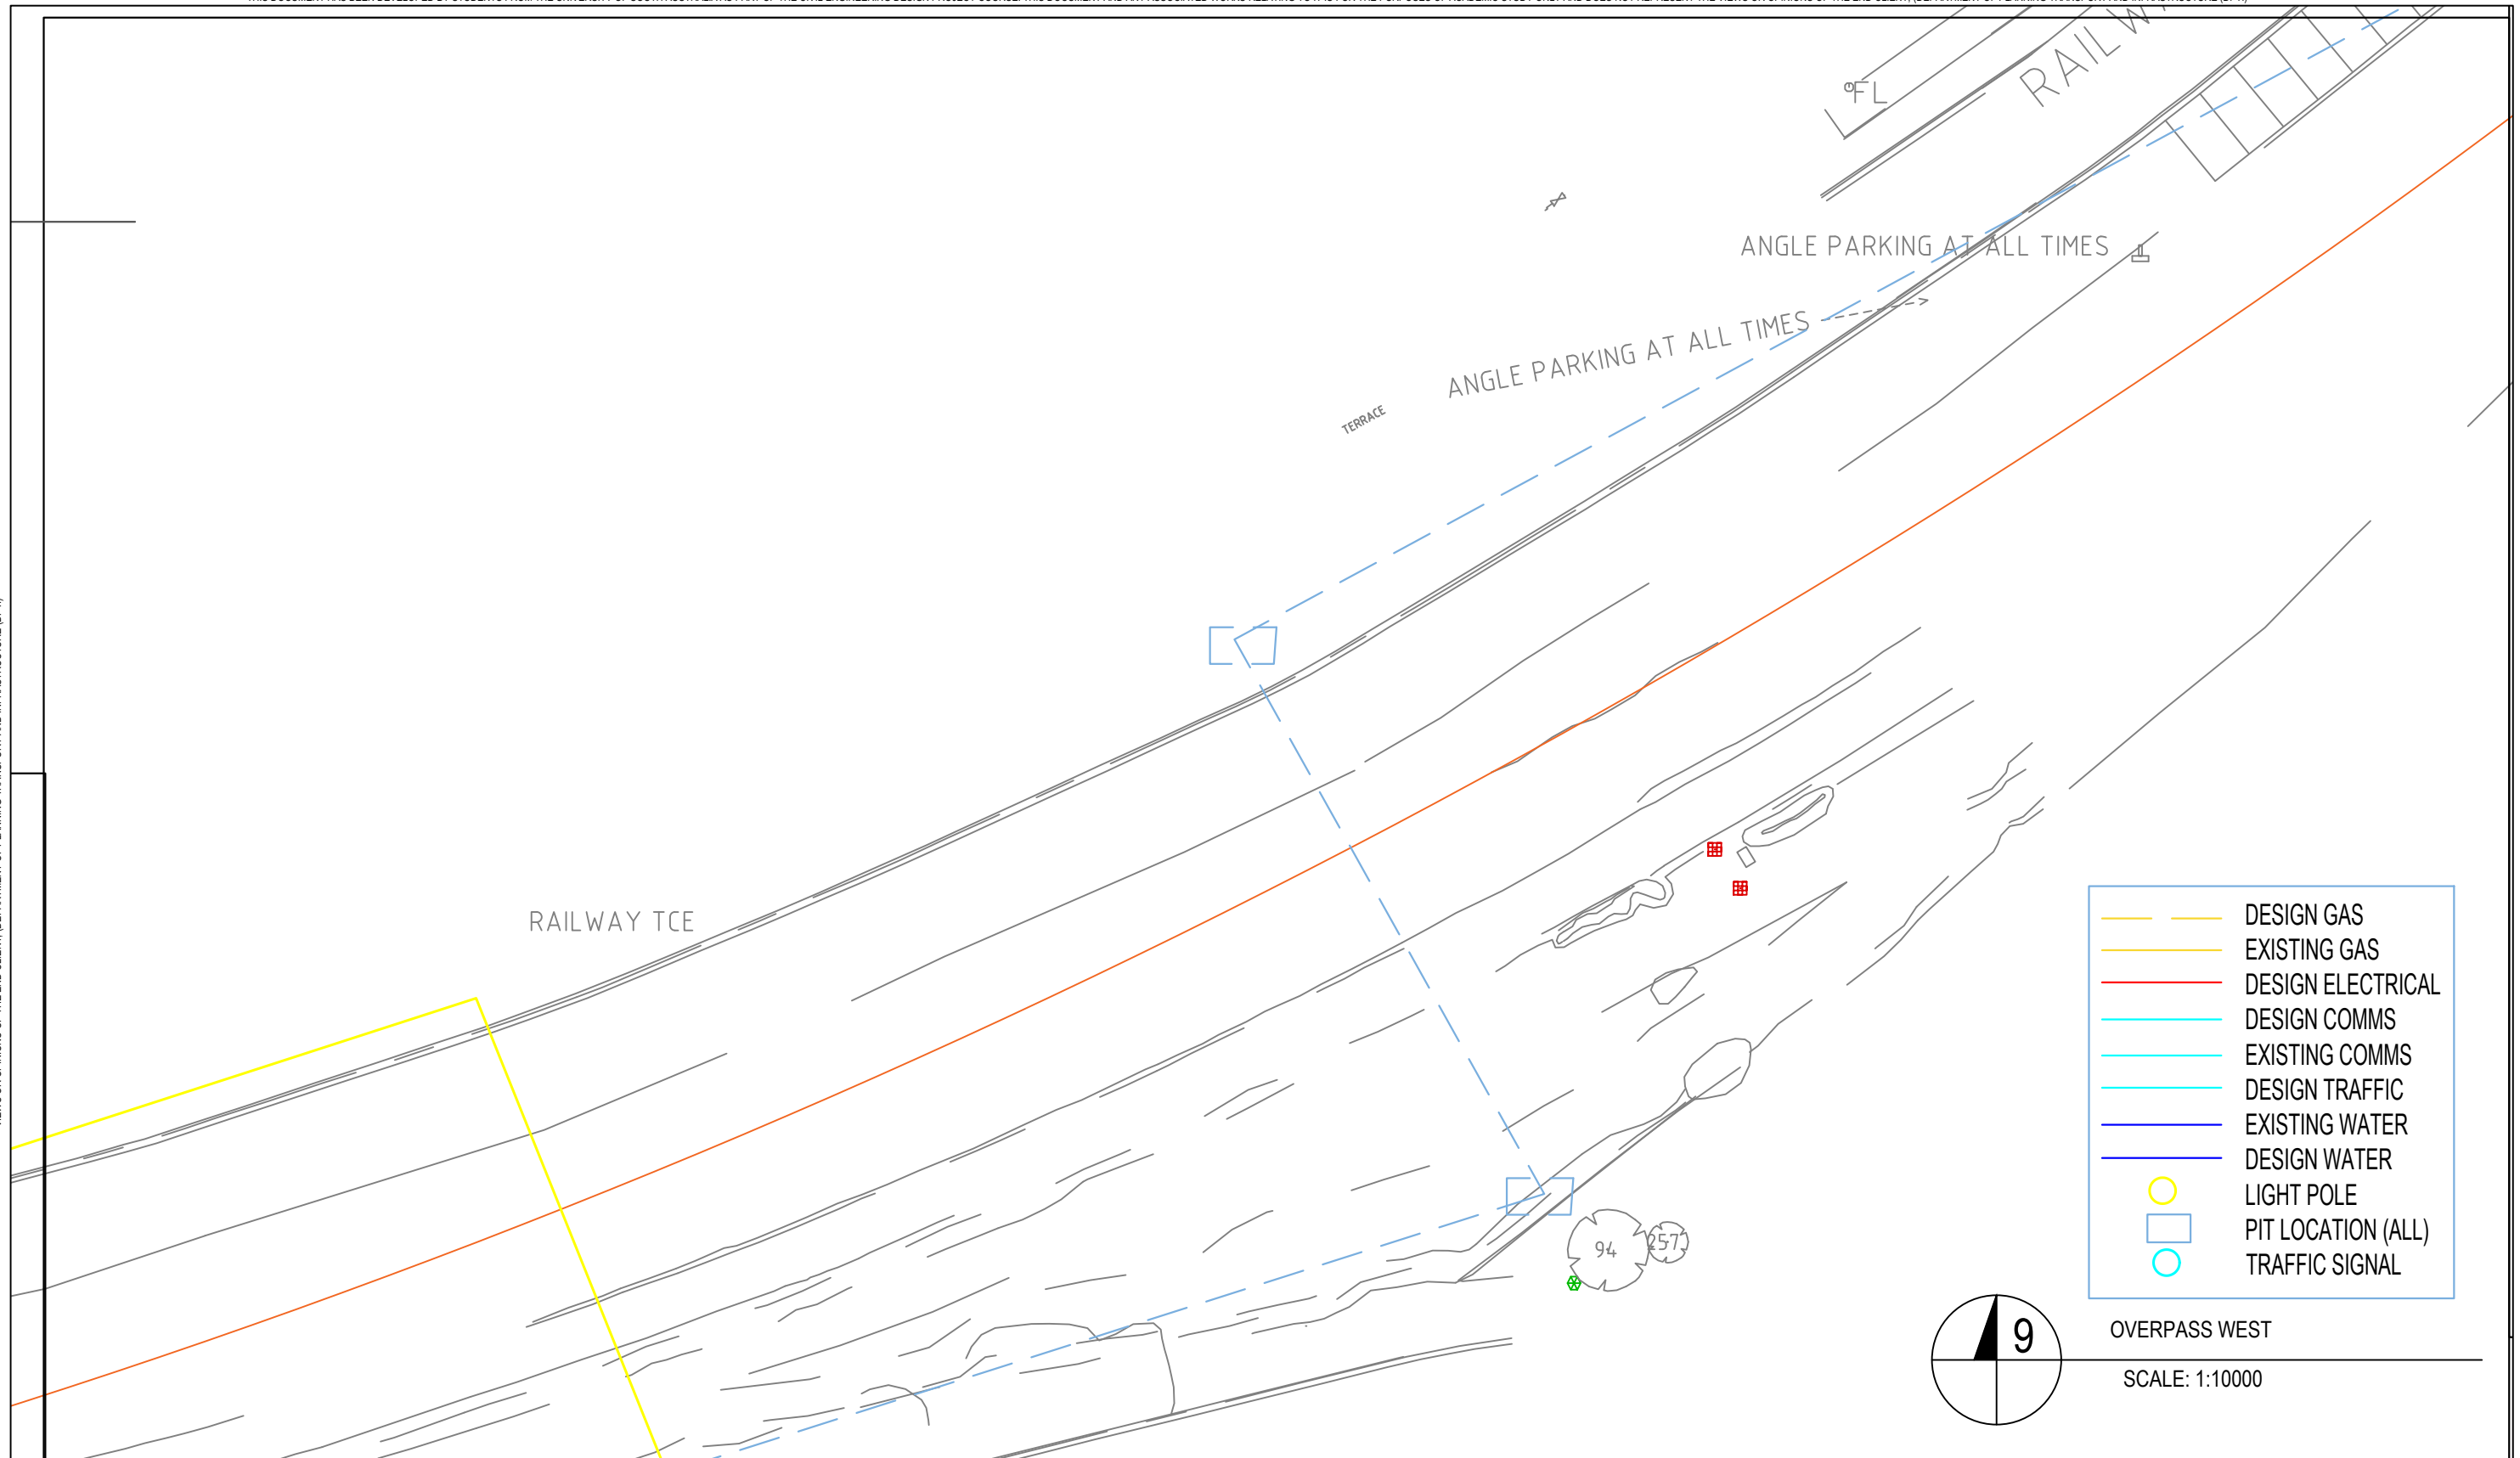 RAILW
FL
ANGLE PARKING AT ALL TIMES
ANGLE PARKING AT ALL TIMES
TERRACE
RAILWAY TCE
94
257
DESIGN GAS
EXISTING GAS
DESIGN ELECTRICAL
DESIGN COMMS
EXISTING COMMS
DESIGN TRAFFIC
EXISTING WATER
DESIGN WATER
LIGHT POLE
PIT LOCATION (ALL)
TRAFFIC SIGNAL
9
OVERPASS WEST
SCALE: 1:10000